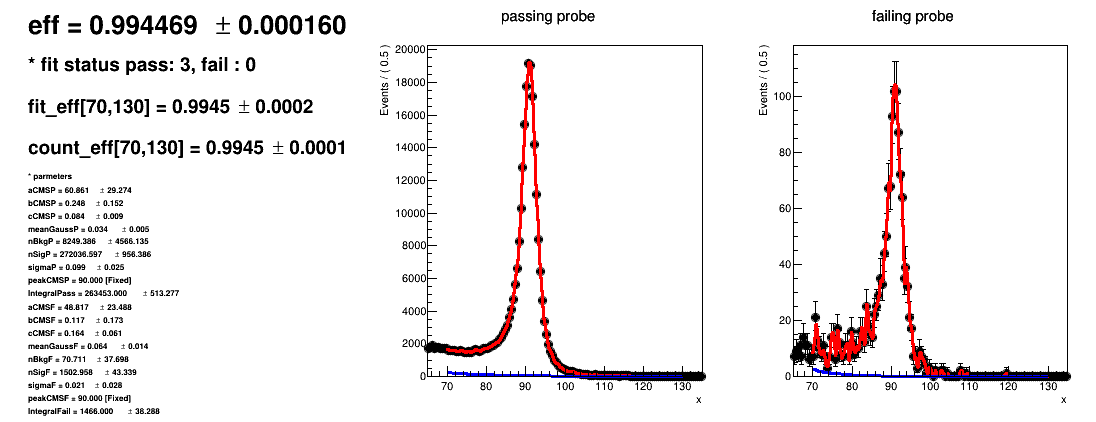 eff = 0.994469 ± 0.000160
* fit status pass: 3, fail : 0
fit_eff[70,130] = 0.9945 ± 0.0002
count_eff[70,130] = 0.9945 ± 0.0001
* parmeters
aCMSP = 60.861 ± 29.274
bCMSP = 0.248 ± 0.152
cCMSP = 0.084 ± 0.009
meanGaussP = 0.034 ± 0.005
nBkgP = 8249.386 ± 4566.135
nSigP = 272036.597 ± 956.386
sigmaP = 0.099 ± 0.025
peakCMSP = 90.000 [Fixed]
IntegralPass = 263453.000 ± 513.277
aCMSF = 48.817 ± 23.488
bCMSF = 0.117 ± 0.173
cCMSF = 0.164 ± 0.061
meanGaussF = 0.064 ± 0.014
nBkgF = 70.711 ± 37.698
nSigF = 1502.958 ± 43.339
sigmaF = 0.021 ± 0.028
peakCMSF = 90.000 [Fixed]
IntegralFail = 1466.000 ± 38.288
passing probe
Events / ( 0.5 )
20000
18000
16000
14000
12000
10000
8000
6000
4000
2000
0
70 80 90 100 110 120 130
x
failing probe
Events / ( 0.5 )
100
80
60
40
20
0
70 80 90 100 110 120 130
x